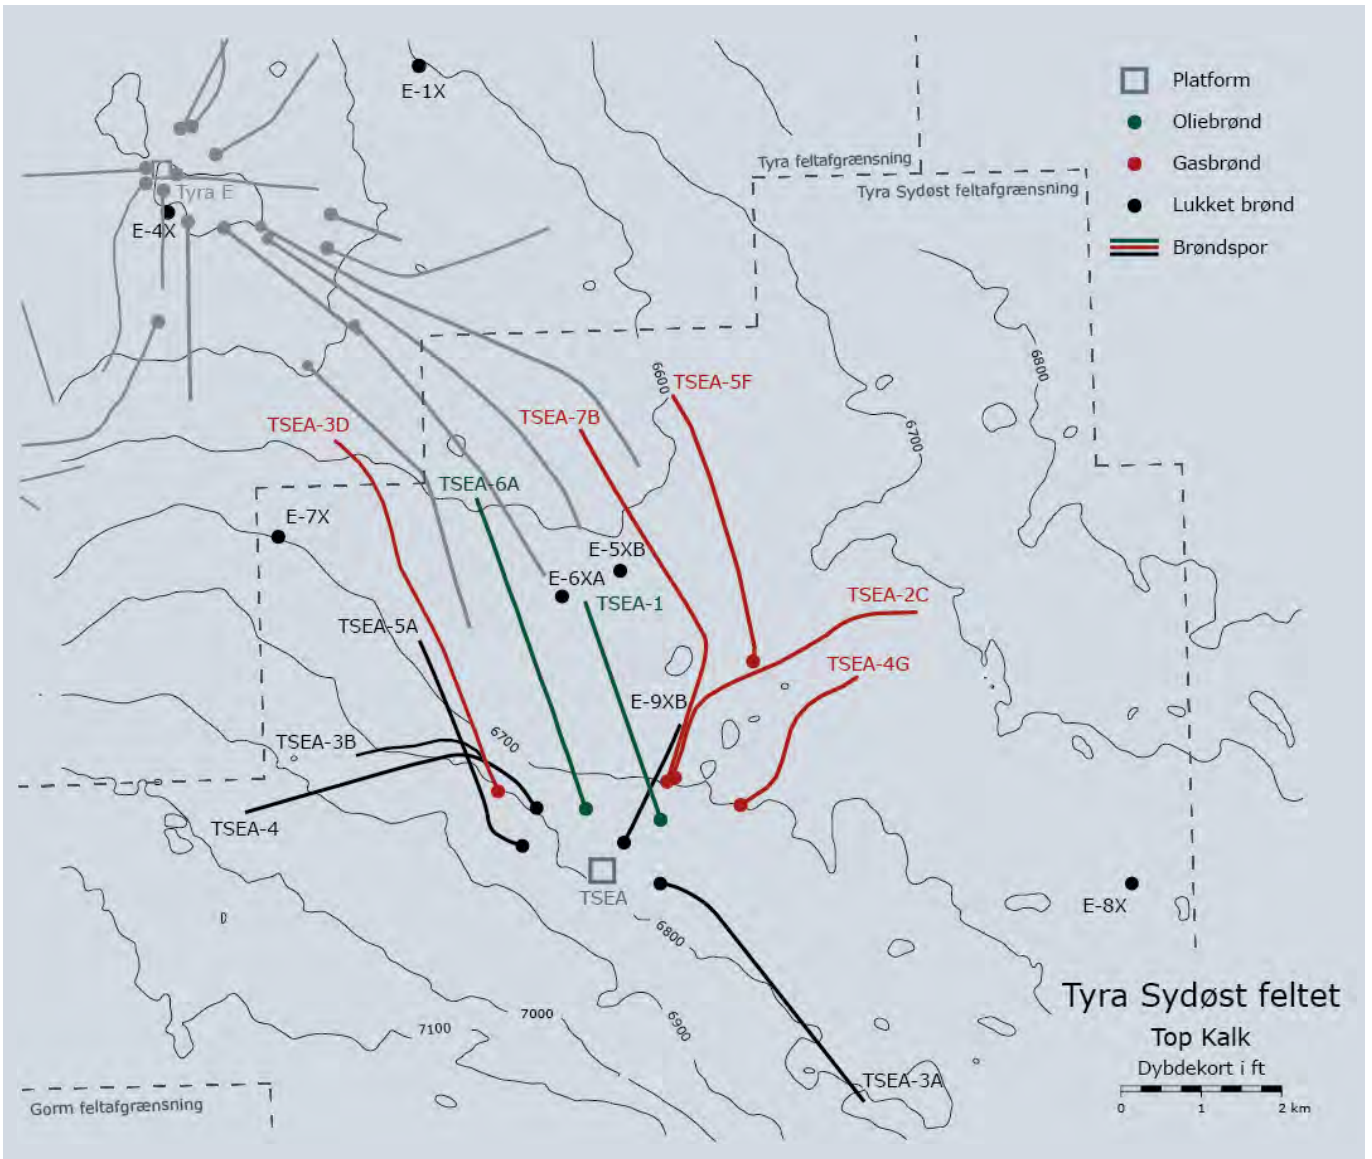 E-1X
Platform
Oliebrønd
Gasbrønd
Lukket brønd
Brøndspor
Tyra feltafgrænsning
Tyra Sydøst feltafgrænsning
Tyra E
E-4X
6800
6600
TSEA-5F
TSEA-7B
TSEA-3D
6700
TSEA-6A
E-7X
E-5XB
E-6XA
TSEA-1
TSEA-2C
TSEA-5A
TSEA-4G
E-9XB
TSEA-3B
6700
TSEA-4
TSEA
E-8X
6800
Tyra Sydøst feltet
Top Kalk
Dybdekort i ft
0 1 2 km
7000
7100
6900
TSEA-3A
Gorm feltafgrænsning